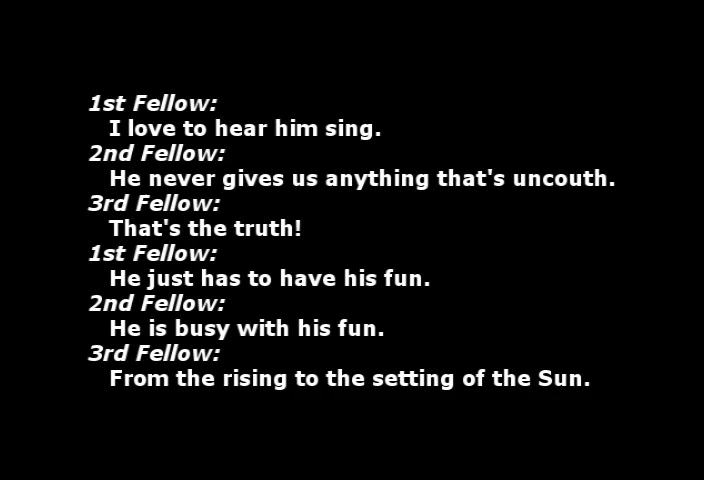 1st Fellow:
I love to hear him sing.
2nd Fellow:
He never gives us anything that's uncouth.
3rd Fellow:
That's the truth!
1st Fellow:
He just has to have his fun.
2nd Fellow:
He is busy with his fun.
3rd Fellow:
From the rising to the setting of the Sun.